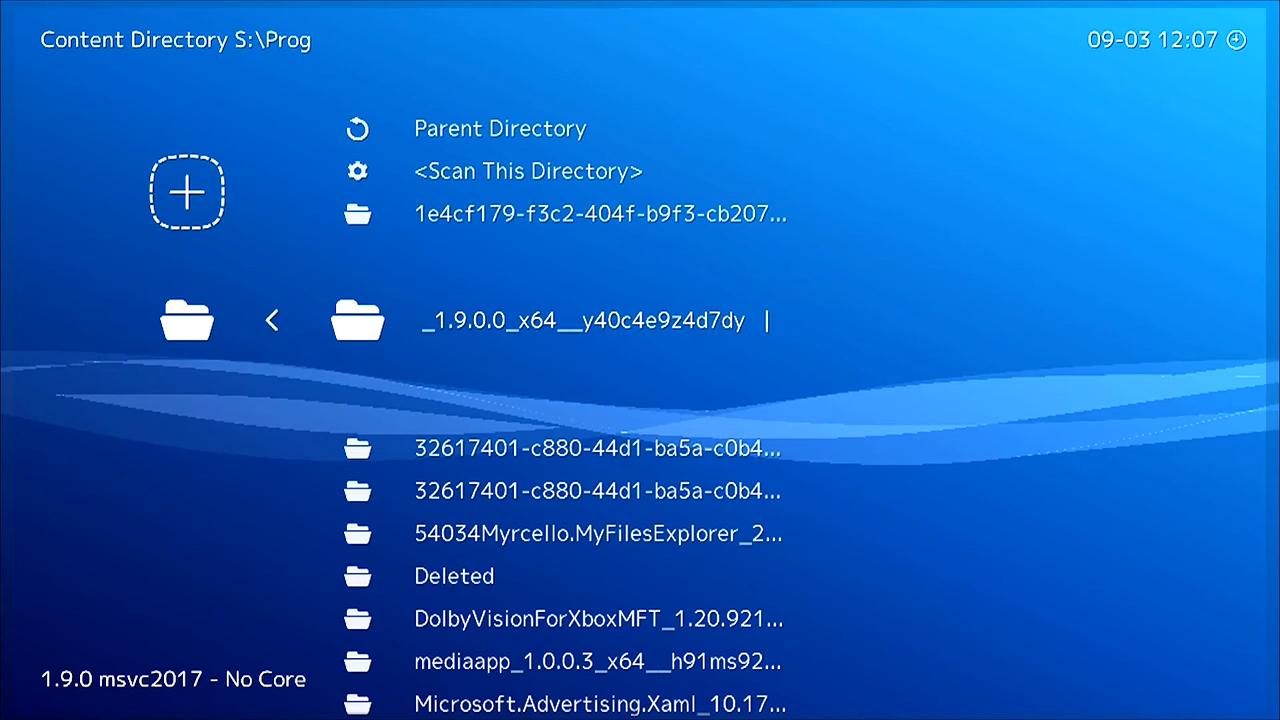 Content Directory S:\Prog
09-03 12:07
Parent Directory
<Scan This Directory>
1e4cf179-f3c2-404f-b9f3-cb207...
_1.9.0.0_x64__y40c4e9z4d7dy |
32617401-c880-44d1-ba5a-c0b4...
32617401-c880-44d1-ba5a-c0b4...
54034Myrcello.MyFilesExplorer_2...
Deleted
DolbyVisionForXboxMFT_1.20.921...
mediaapp_1.0.0.3_x64__h91ms92...
Microsoft.Advertising.Xaml_10.17...
1.9.0 msvc2017 - No Core